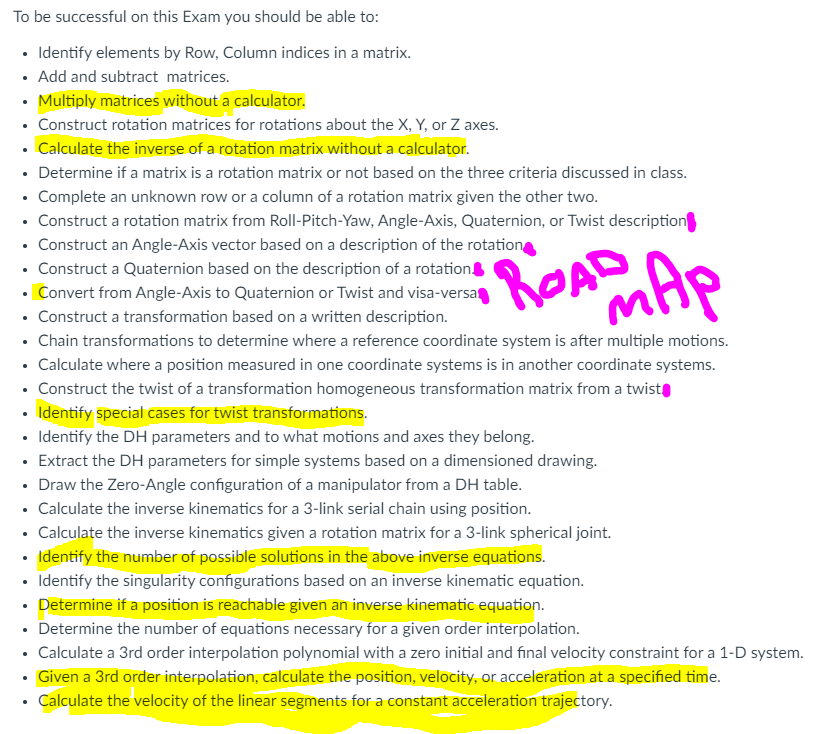 To be successful on this Exam you should be able to:
• Identify elements by Row, Column indices in a matrix.
• Add and subtract matrices.
• Multiply matrices without a calculator.
• Construct rotation matrices for rotations about the X, Y, or Z axes.
• Calculate the inverse of a rotation matrix without a calculator.
• Determine if a matrix is a rotation matrix or not based on the three criteria discussed in class.
• Complete an unknown row or a column of a rotation matrix given the other two.
• Construct a rotation matrix from Roll-Pitch-Yaw, Angle-Axis, Quaternion, or Twist description
• Construct an Angle-Axis vector based on a description of the rotation
• Construct a Quaternion based on the description of a rotation.
ROAD
mAp
• Convert from Angle-Axis to Quaternion or Twist and visa-versa
• Construct a transformation based on a written description.
• Chain transformations to determine where a reference coordinate system is after multiple motions.
• Calculate where a position measured in one coordinate systems is in another coordinate systems.
• Construct the twist of a transformation homogeneous transformation matrix from a twist
• Identify special cases for twist transformations.
• Identify the DH parameters and to what motions and axes they belong.
• Extract the DH parameters for simple systems based on a dimensioned drawing.
• Draw the Zero-Angle configuration of a manipulator from a DH table.
• Calculate the inverse kinematics for a 3-link serial chain using position.
• Calculate the inverse kinematics given a rotation matrix for a 3-link spherical joint.
• Identify the number of possible solutions in the above inverse equations.
• Identify the singularity configurations based on an inverse kinematic equation.
• Determine if a position is reachable given an inverse kinematic equation.
• Determine the number of equations necessary for a given order interpolation.
• Calculate a 3rd order interpolation polynomial with a zero initial and final velocity constraint for a 1-D system.
• Given a 3rd order interpolation, calculate the position, velocity, or acceleration at a specified time.
• Calculate the velocity of the linear segments for a constant acceleration trajectory.